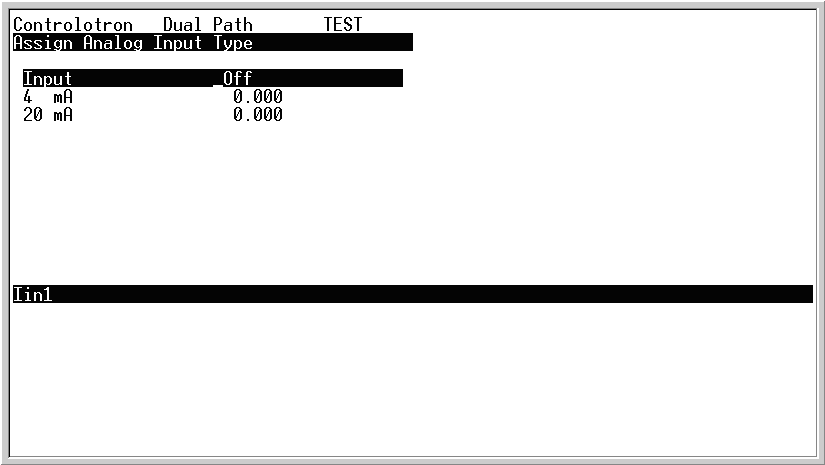 Controlotron   Dual Path       TEST
Assign Analog Input Type
Input              _Off
4  mA                0.000
20 mA                0.000
Iin1